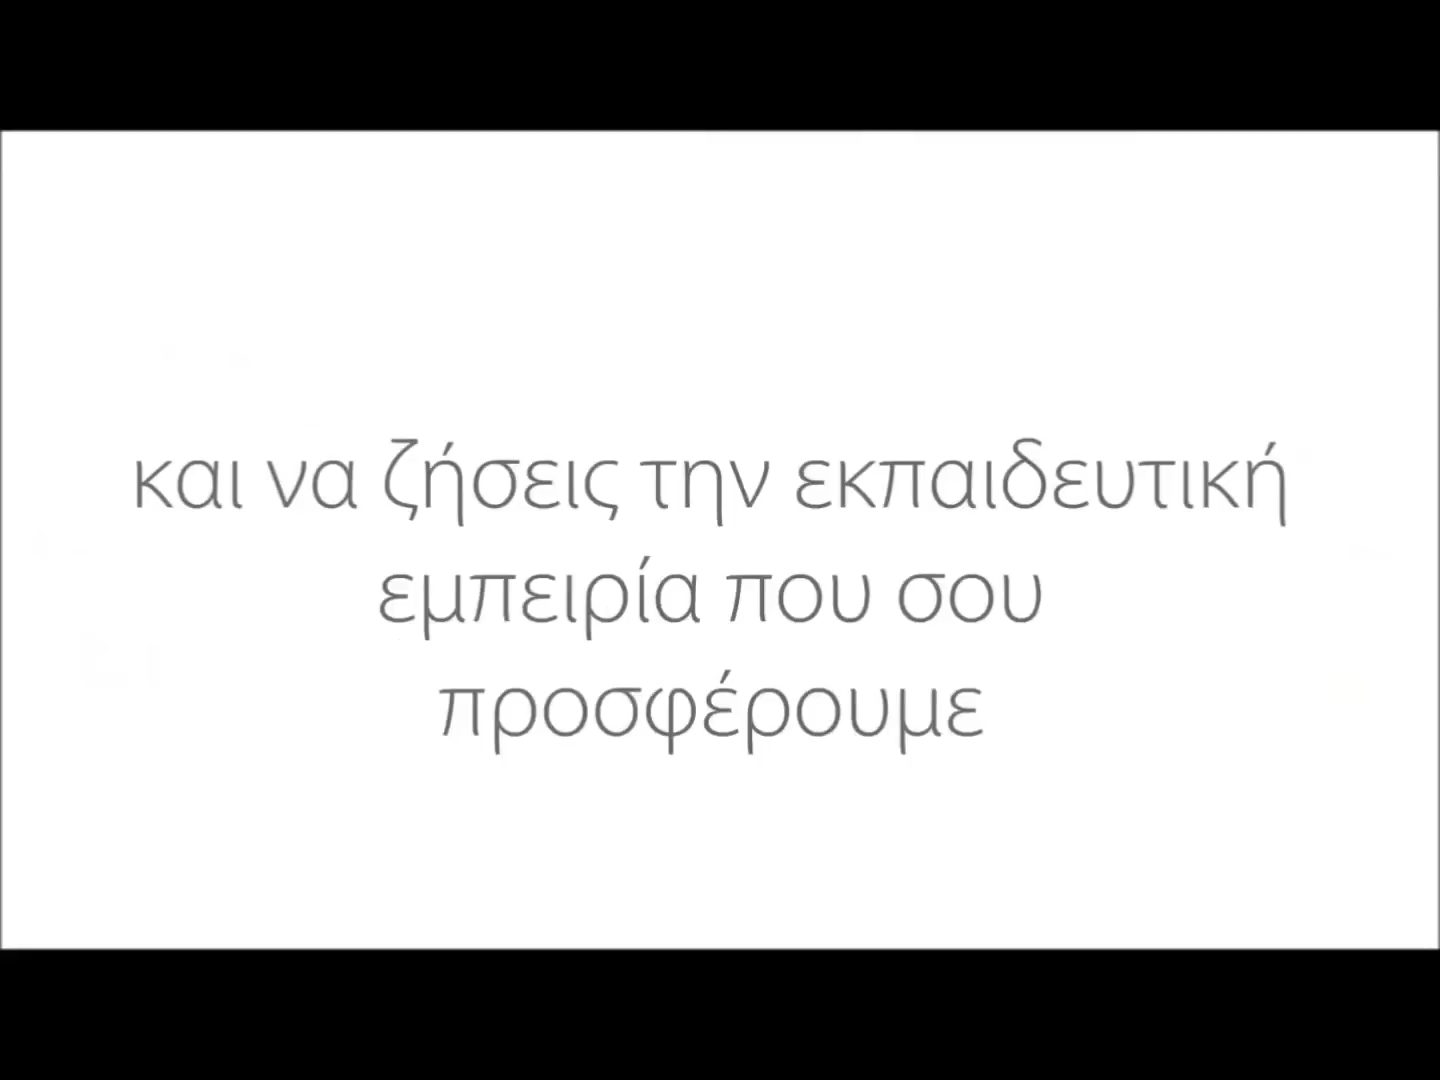 και να ζήσεις την εκπαιδευτική
εμπειρία που σου
προσφέρουμε